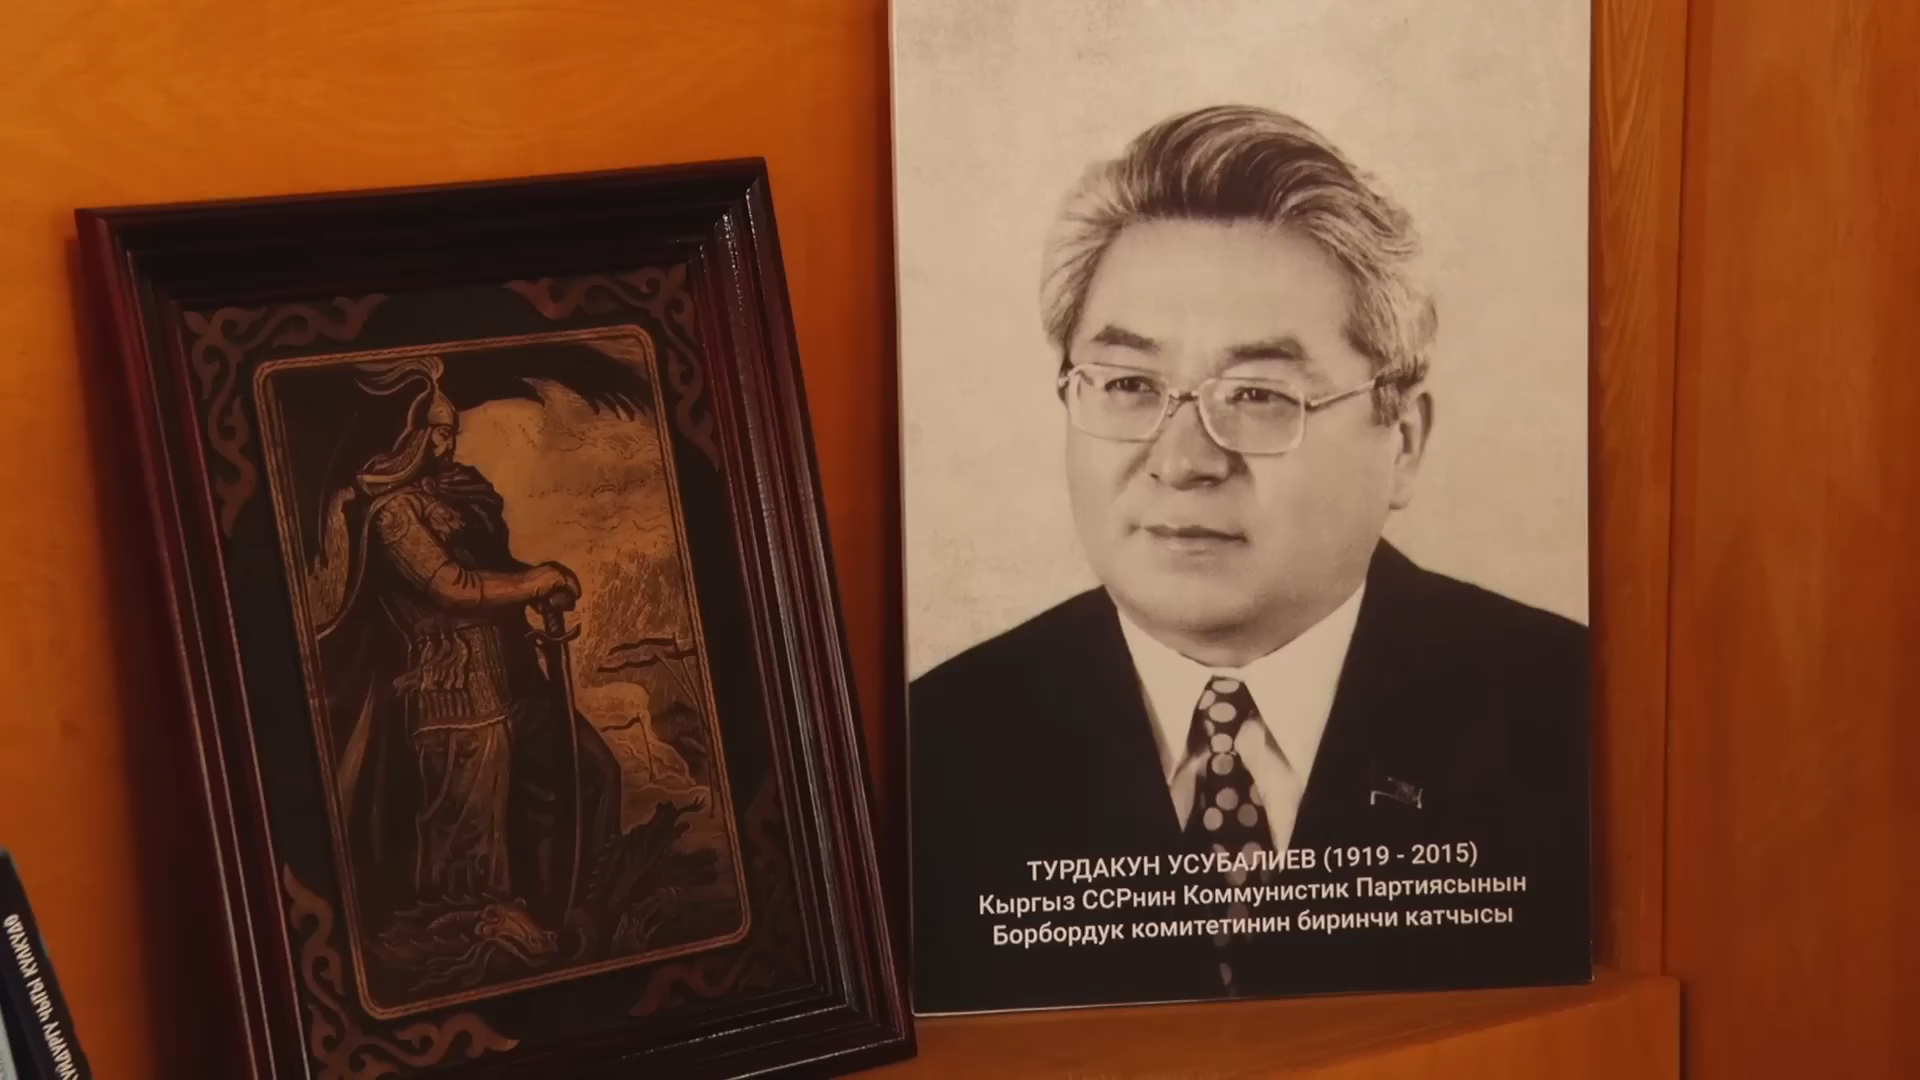 ТУРДАКУН УСУБАЛИЕВ (1919 - 2015)
Кыргыз ССРнин Коммунистик Партиясынын
Борбордук комитетинин биринчи катчысы